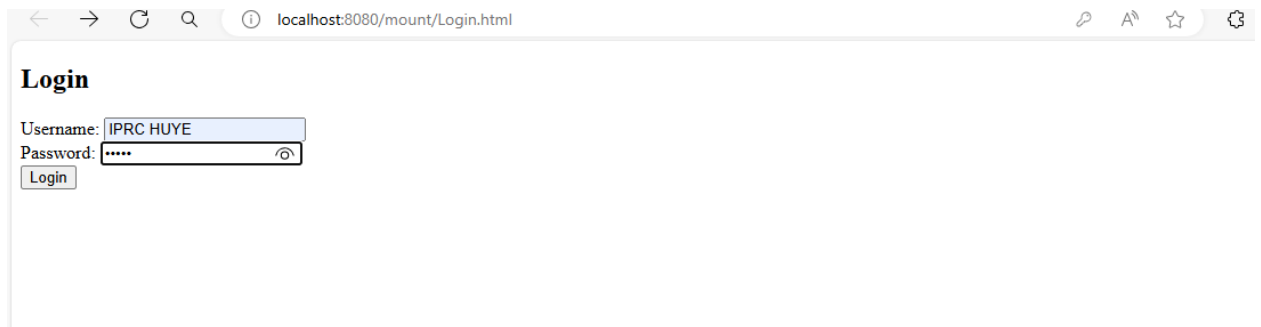 localhost:8080/mount/Login.html
Login
Username: IPRC HUYE
Password: •••••
Login